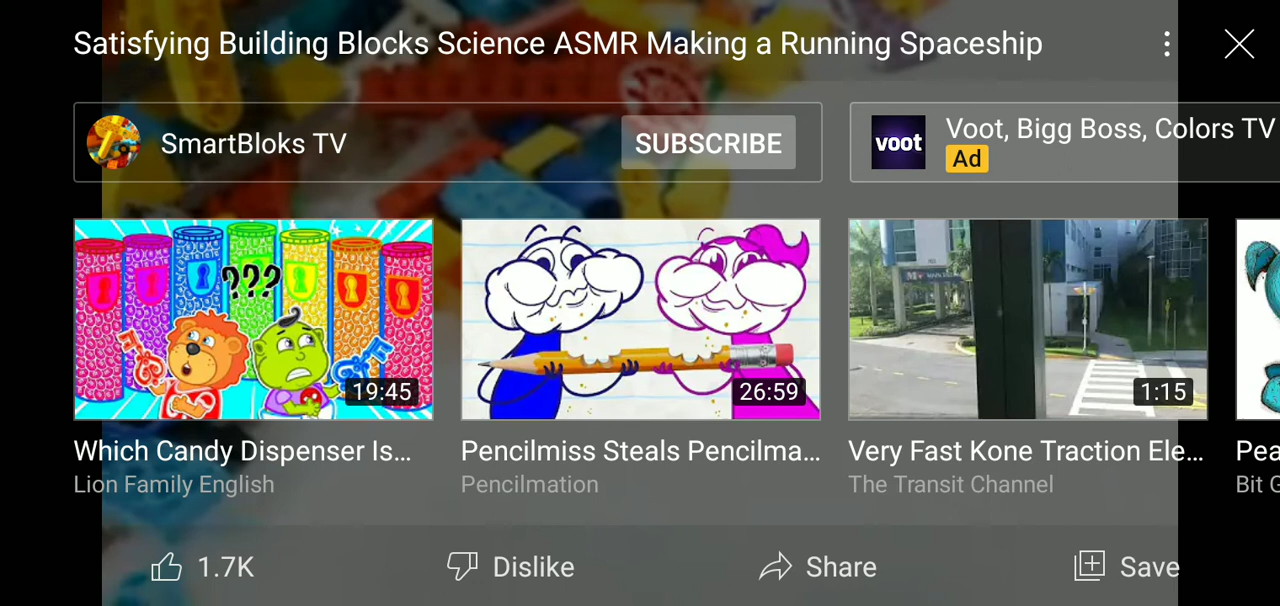 Satisfying Building Blocks Science ASMR Making a Running Spaceship
SmartBloks TV
SUBSCRIBE
voot
Voot, Bigg Boss, Colors TV
Ad
???
19:45
26:59
1:15
Which Candy Dispenser Is...
Pencilmiss Steals Pencilma...
Very Fast Kone Traction Ele...
Pea
Lion Family English
Pencilmation
The Transit Channel
Bit G
1.7K
Dislike
Share
Save